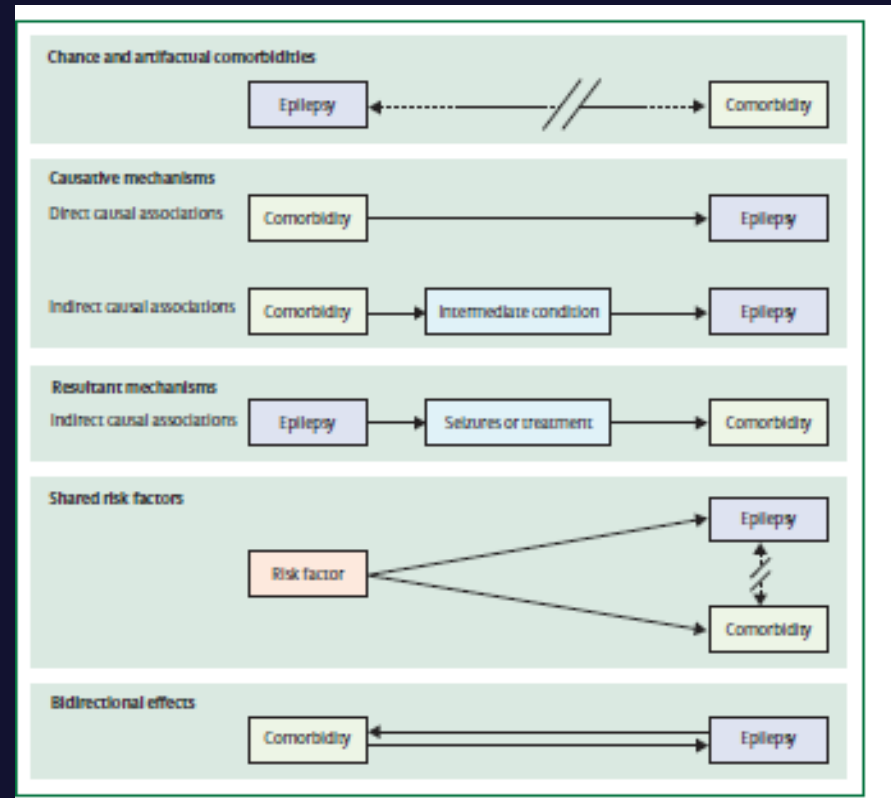 Chance and artifactual comorbidities
Epilepsy Comorbidity
Causative mechanisms
Direct causal associations Comorbidity Epilepsy
Indirect causal associations Comorbidity Intermediate condition Epilepsy
Resultant mechanisms
Indirect causal associations Epilepsy Seizures or treatment Comorbidity
Shared risk factors
Epilepsy
Risk factor
Comorbidity
Bidirectional effects
Comorbidity Epilepsy